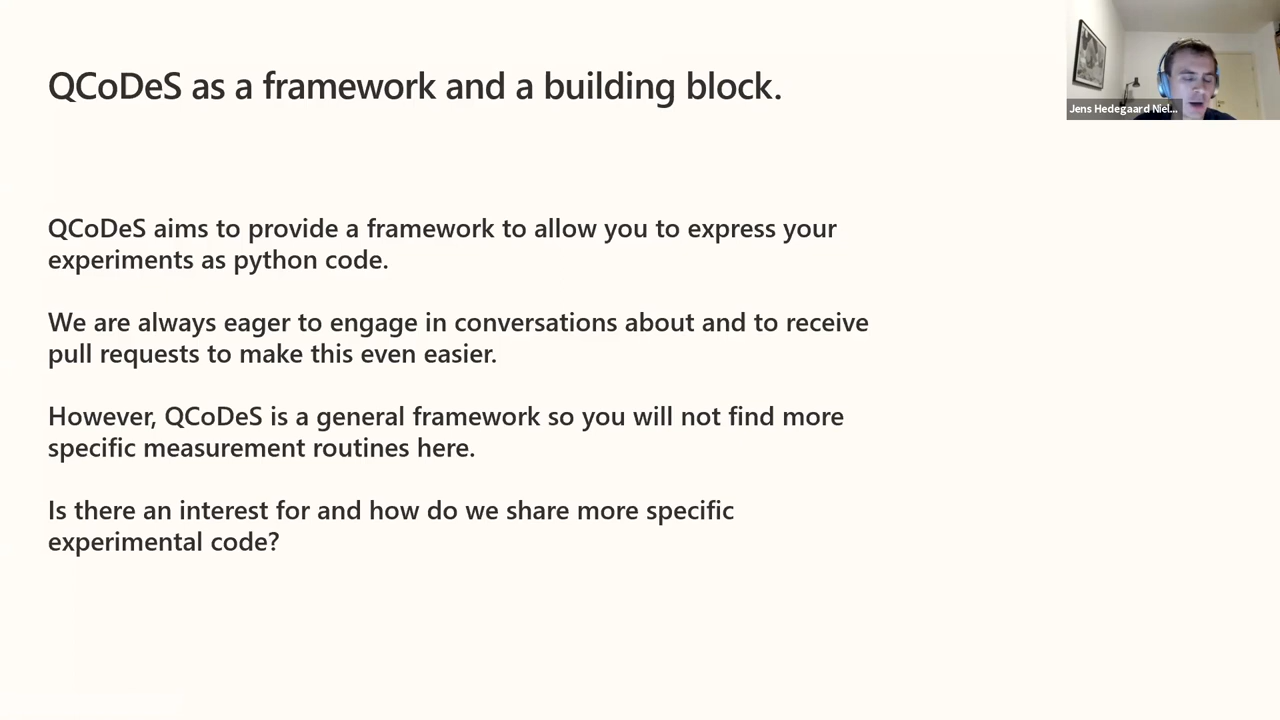 QCoDeS as a framework and a building block.
Jens Hedegaard Niel...
QCoDeS aims to provide a framework to allow you to express your
experiments as python code.
We are always eager to engage in conversations about and to receive
pull requests to make this even easier.
However, QCoDeS is a general framework so you will not find more
specific measurement routines here.
Is there an interest for and how do we share more specific
experimental code?